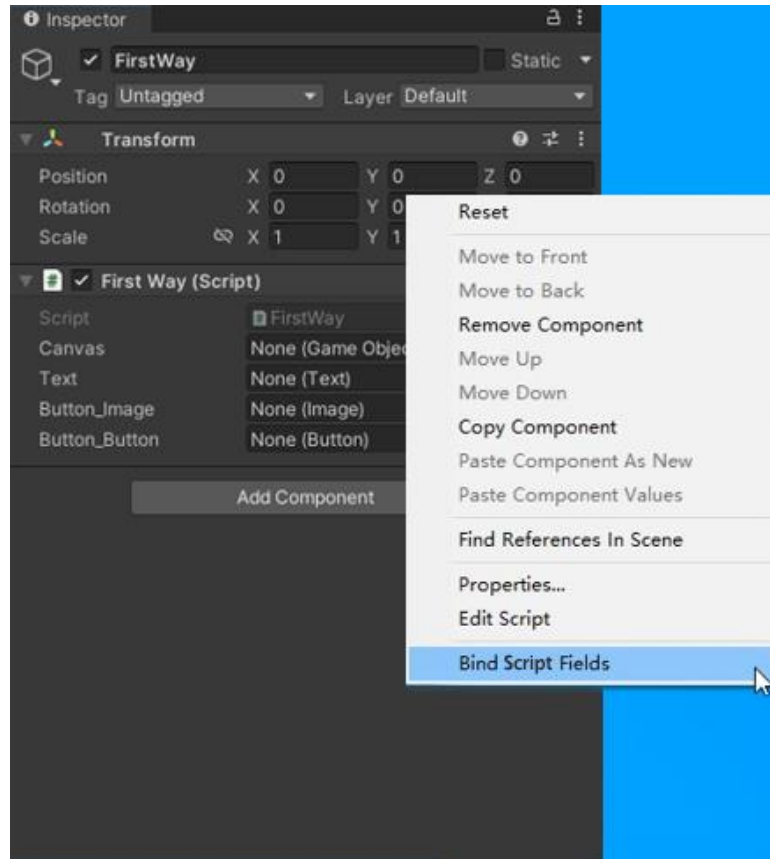 Inspector
FirstWay Static
Tag Untagged Layer Default
Transform
Position X 0 Y 0 Z 0
Rotation X 0 Y 0
Scale X 1 Y 1
First Way (Script)
Script FirstWay
Canvas None (Game Objec
Text None (Text)
Button_Image None (Image)
Button_Button None (Button)
Add Component
Reset
Move to Front
Move to Back
Remove Component
Move Up
Move Down
Copy Component
Paste Component As New
Paste Component Values
Find References In Scene
Properties...
Edit Script
Bind Script Fields